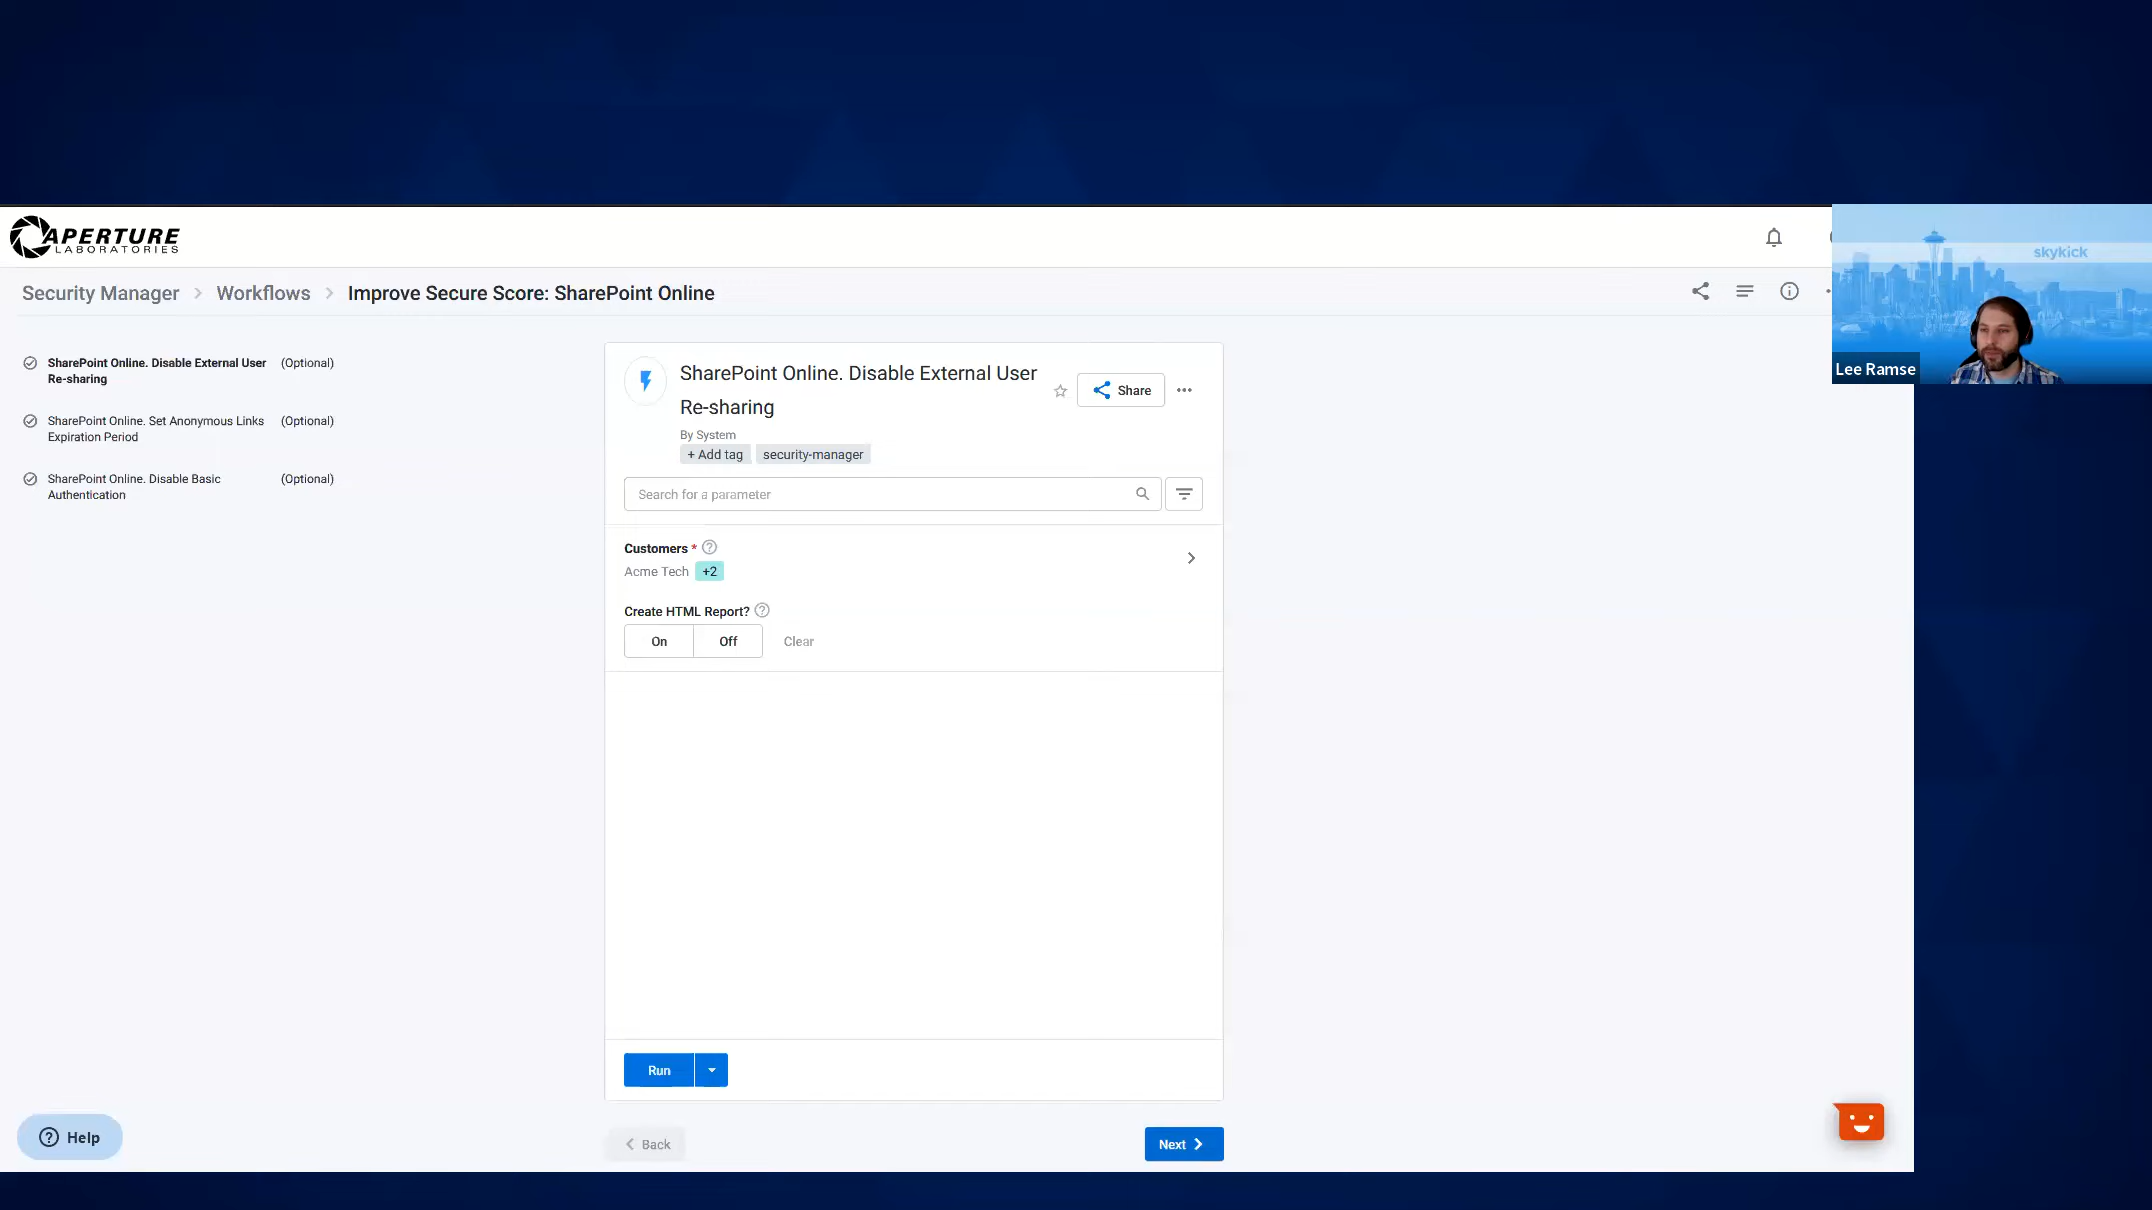 APERTURE
LABORATORIES
skykick
Lee Ramse
Security Manager > Workflows > Improve Secure Score: SharePoint Online
SharePoint Online. Disable External User (Optional)
Re-sharing
SharePoint Online. Set Anonymous Links (Optional)
Expiration Period
SharePoint Online. Disable Basic (Optional)
Authentication
SharePoint Online. Disable External User
Re-sharing
Share
By System
+ Add tag security-manager
Search for a parameter
Customers *
Acme Tech +2
Create HTML Report?
On Off Clear
Run
Help
Back
Next